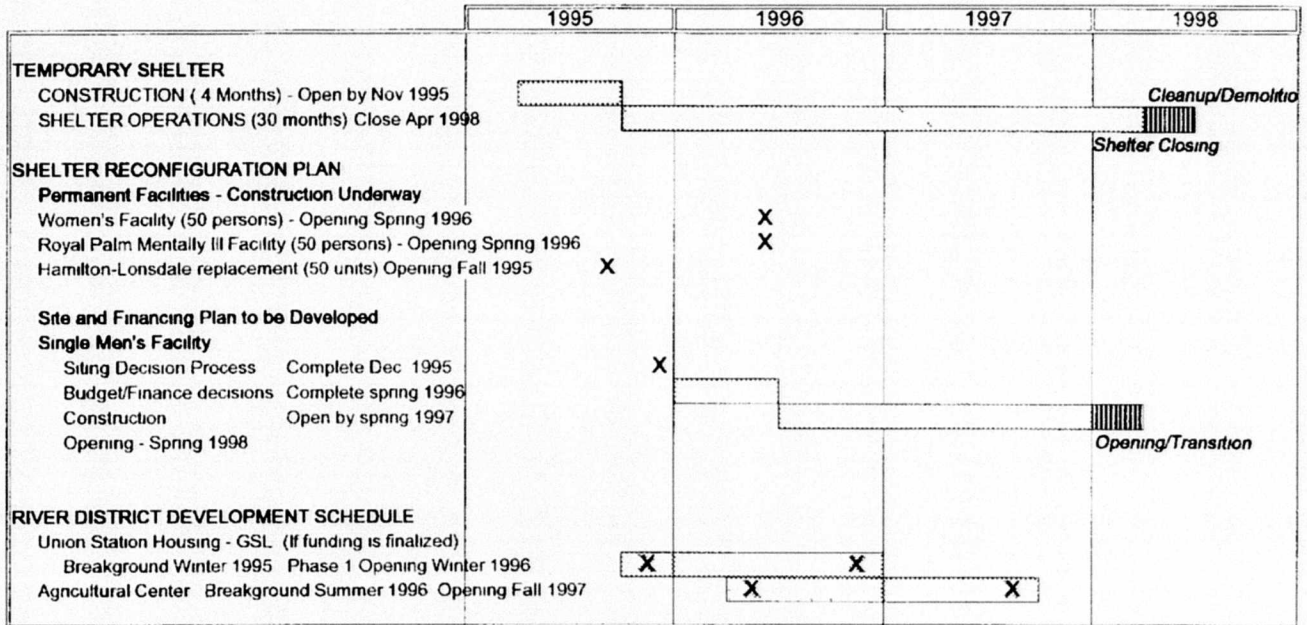 1995 1996 1997 1998
TEMPORARY SHELTER
CONSTRUCTION ( 4 Months) - Open by Nov 1995
Cleanup/Demolitio
SHELTER OPERATIONS (30 months) Close Apr 1998
Shelter Closing
SHELTER RECONFIGURATION PLAN
Permanent Facilities - Construction Underway
Women's Facility (50 persons) - Opening Spring 1996 X
Royal Palm Mentally Ill Facility (50 persons) - Opening Spring 1996 X
Hamilton-Lonsdale replacement (50 units) Opening Fall 1995 X
Site and Financing Plan to be Developed
Single Men's Facility
Siting Decision Process Complete Dec 1995 X
Budget/Finance decisions Complete spring 1996
Construction Open by spring 1997
Opening - Spring 1998
Opening/Transition
RIVER DISTRICT DEVELOPMENT SCHEDULE
Union Station Housing - GSL (If funding is finalized)
Breakground Winter 1995 Phase 1 Opening Winter 1996 X X
Agricultural Center Breakground Summer 1996 Opening Fall 1997 X X